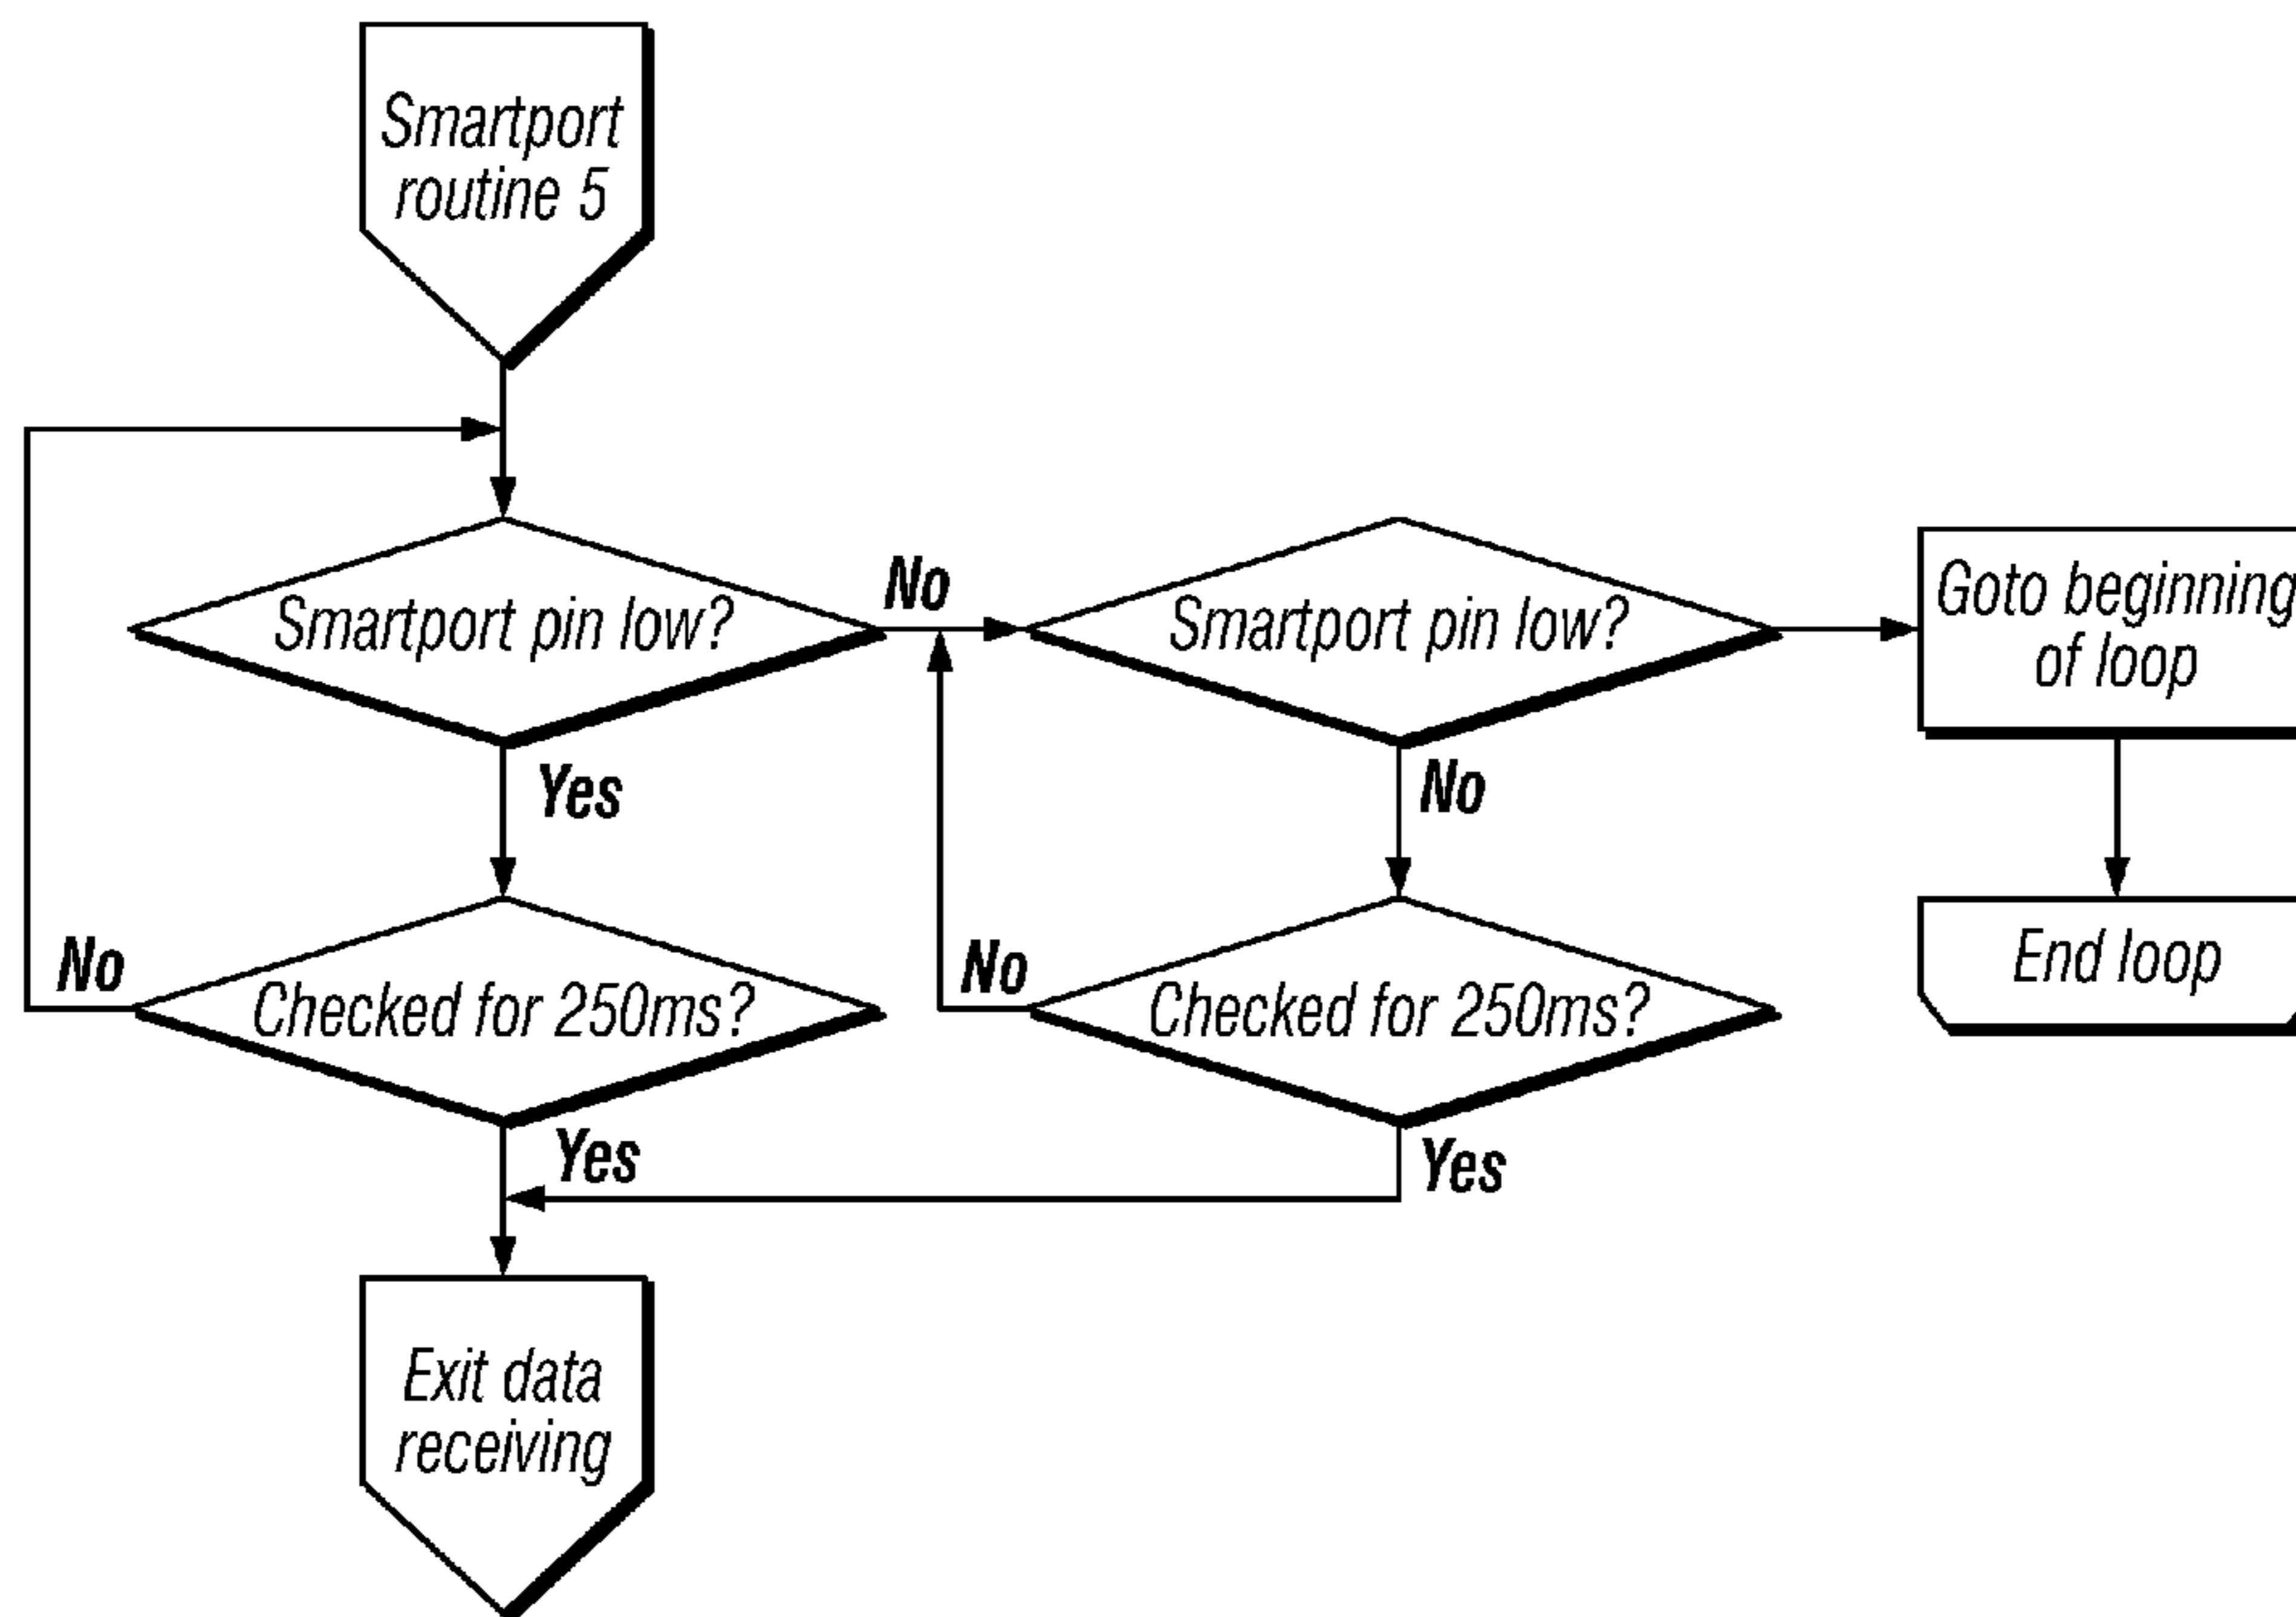 Smartport
routine 5
No
Smartport pin low?
Smartport pin low?
Goto beginning
of loop
Yes
No
No
Checked for 250ms?
No
Checked for 250ms?
End loop
Yes
Yes
Exit data
receiving